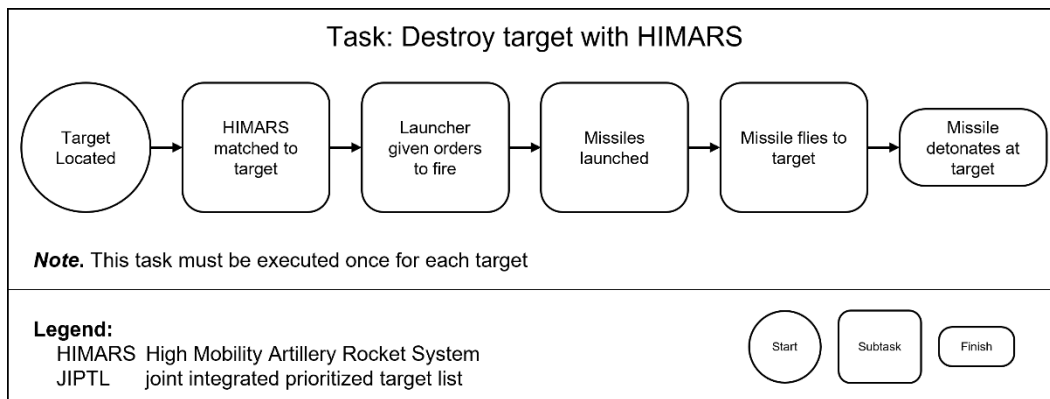 Task: Destroy target with HIMARS
Target
Located
HIMARS
matched to
target
Launcher
given orders
to fire
Missiles
launched
Missile flies to
target
Missile
detonates at
target
Note. This task must be executed once for each target
Legend:
HIMARS High Mobility Artillery Rocket System
JIPTL joint integrated prioritized target list
Start
Subtask
Finish